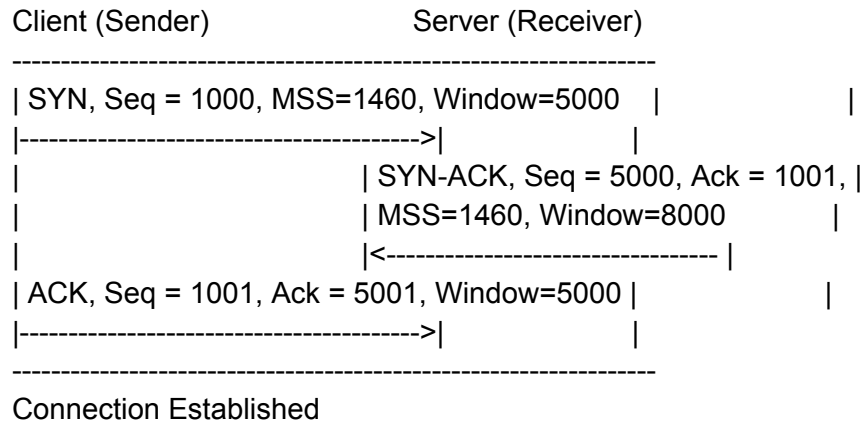 Client (Sender) Server (Receiver)
------------------------------------------------------------------
| SYN, Seq = 1000, MSS=1460, Window=5000 | |
|----------------------------------------->| |
| | SYN-ACK, Seq = 5000, Ack = 1001, |
| | MSS=1460, Window=8000 |
| |<---------------------------------- |
| ACK, Seq = 1001, Ack = 5001, Window=5000 | |
|----------------------------------------->| |
------------------------------------------------------------------
Connection Established